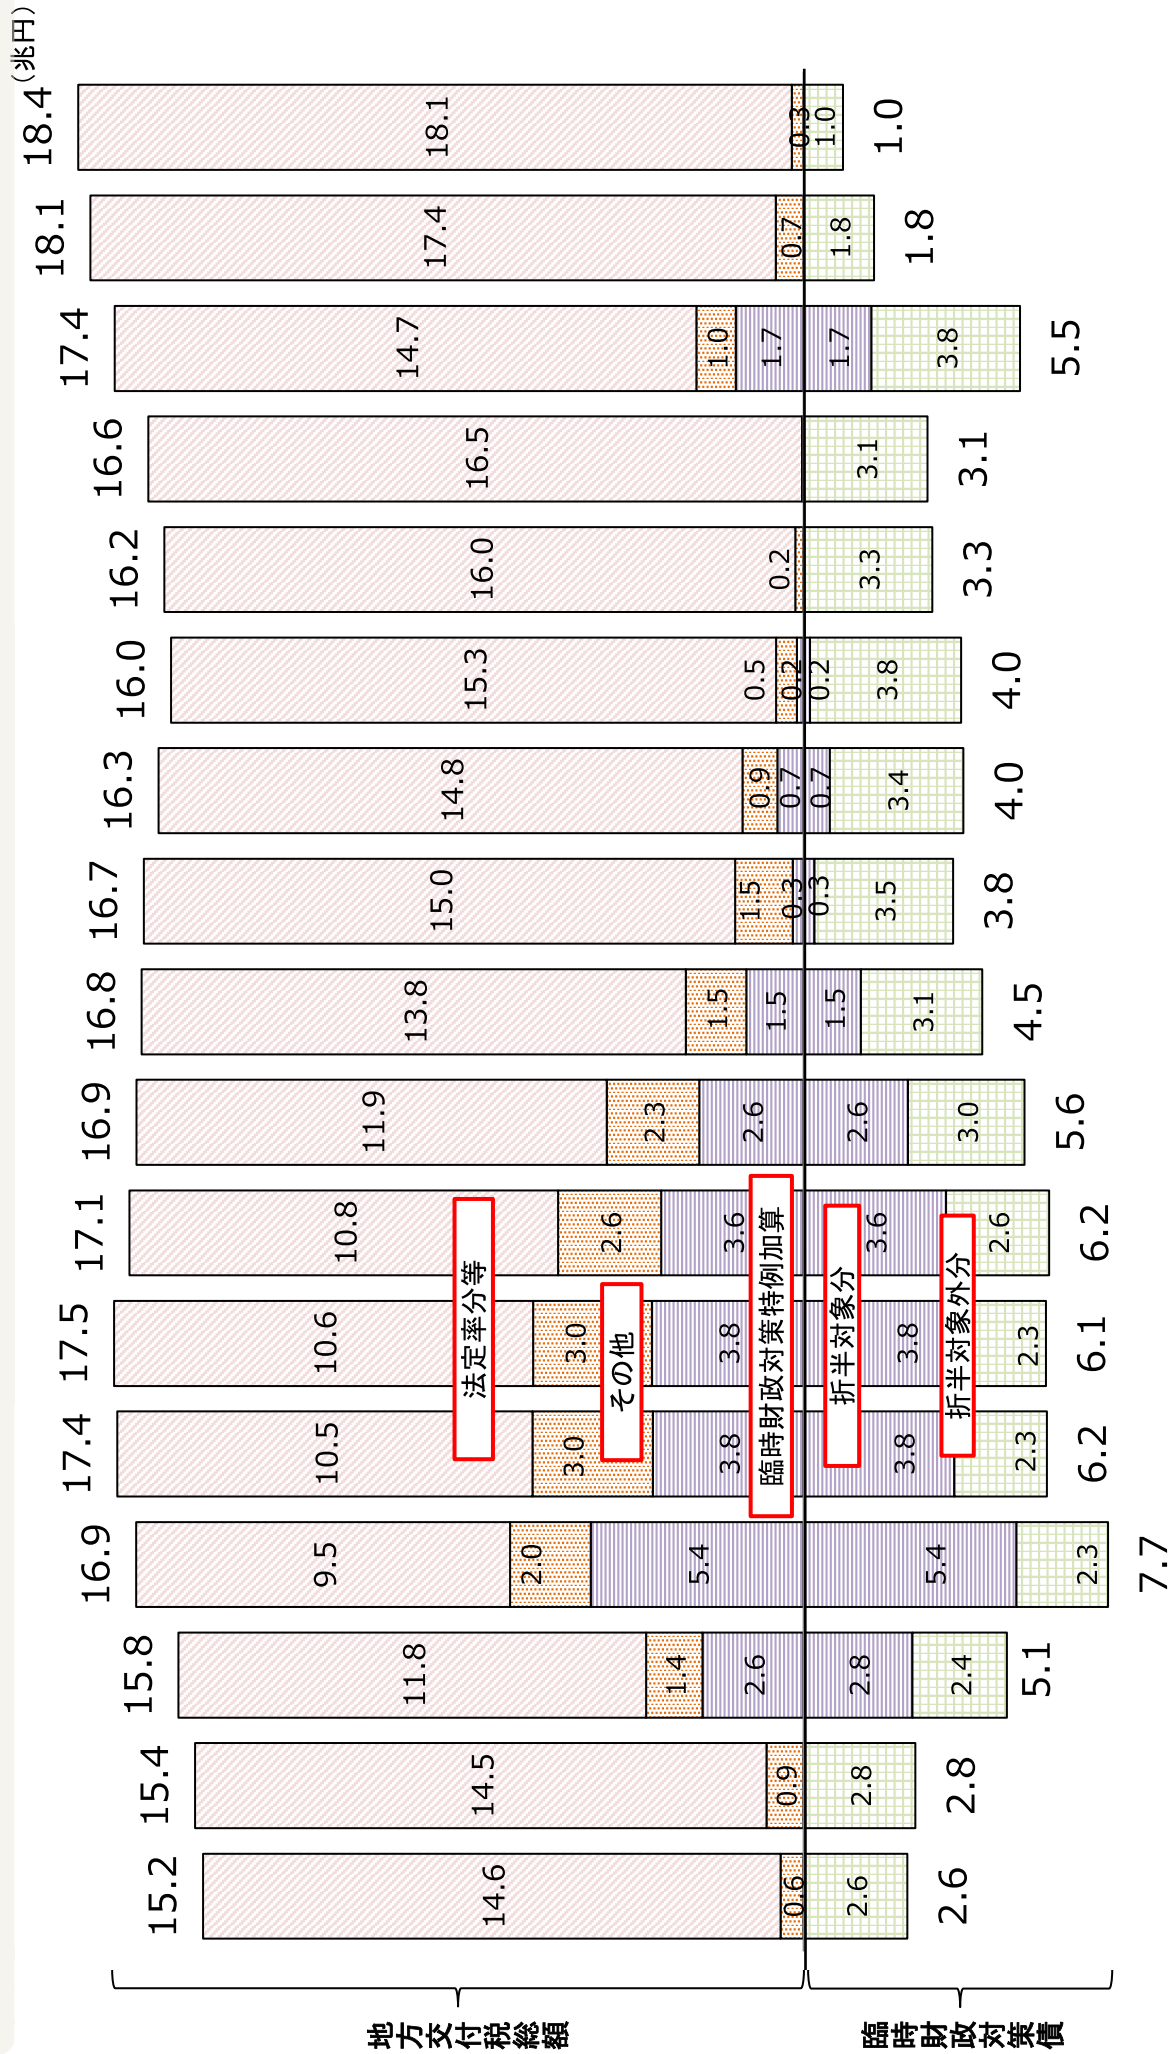 （兆円）
15.2 15.4 15.8 16.9 17.4 17.5 17.1 16.9 16.8 16.7 16.3 16.0 16.2 16.6 17.4 18.1 18.4
地方交付税総額
14.6 14.5 11.8 9.5 10.5 10.6 10.8 11.9 13.8 15.0 14.8 15.3 16.0 16.5 14.7 17.4 18.1
法定率分等
0.6 0.9 1.4 2.0 3.0 3.0 2.6 2.3 1.5 1.5 0.9 0.5 0.2 1.0 0.7 0.3
その他
2.6 5.4 3.8 3.8 3.6 2.6 1.5 0.3 0.7 0.2 1.7
臨時財政対策特例加算
臨時財政対策債
2.8 5.4 3.8 3.8 3.6 2.6 1.5 0.3 0.7 0.2 1.7
折半対象分
2.6 2.8 2.4 2.3 2.3 2.3 2.6 3.0 3.1 3.5 3.4 3.8 3.3 3.1 3.8 1.8 1.0
折半対象外分
2.6 2.8 5.1 7.7 6.2 6.1 6.2 5.6 4.5 3.8 4.0 4.0 3.3 3.1 5.5 1.8 1.0